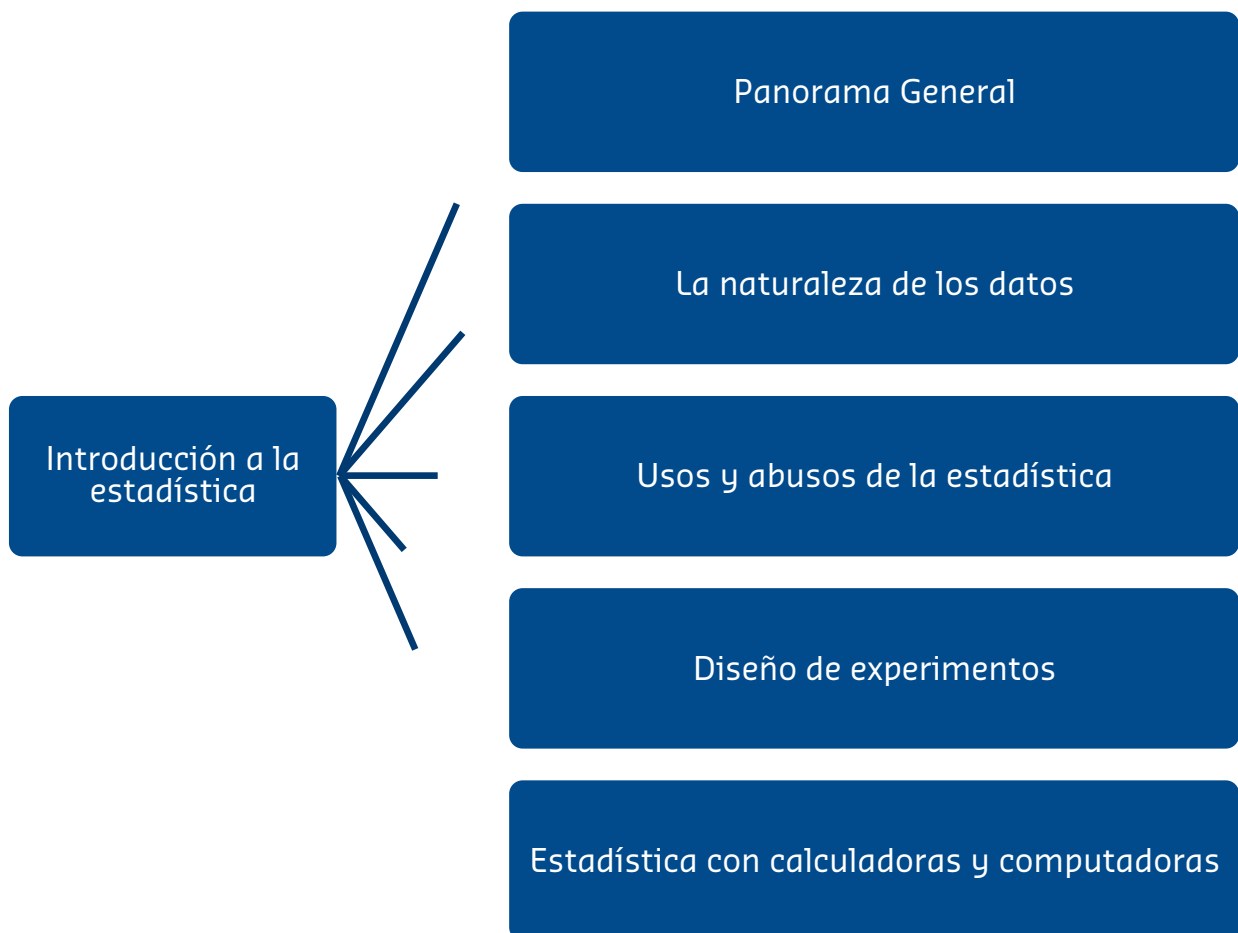 Panorama General
La naturaleza de los datos
Introducción a la
estadística
Usos y abusos de la estadística
Diseño de experimentos
Estadística con calculadoras y computadoras